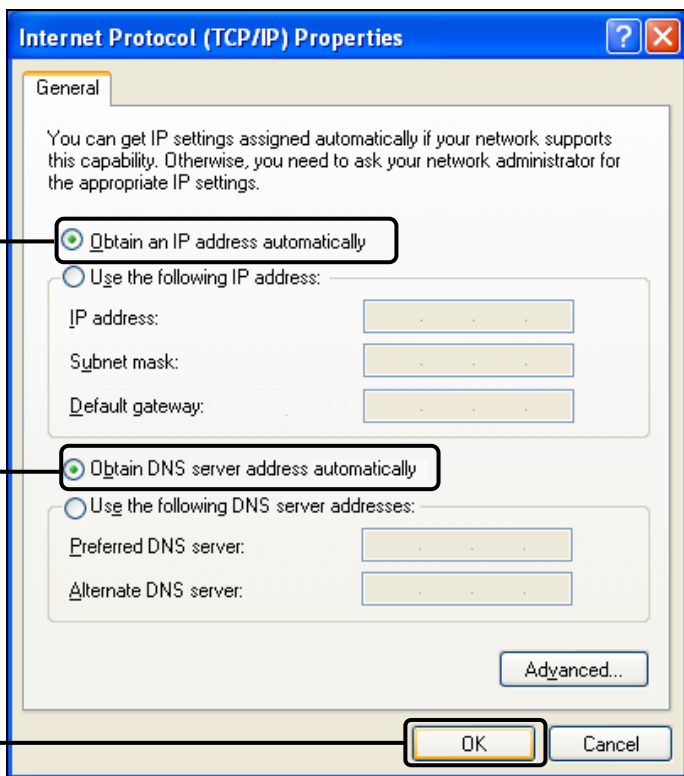 Internet Protocol (TCP/IP) Properties
General
You can get IP settings assigned automatically if your network supports
this capability. Otherwise, you need to ask your network administrator for
the appropriate IP settings.
Obtain an IP address automatically
Use the following IP address:
IP address:
Subnet mask:
Default gateway:
Obtain DNS server address automatically
Use the following DNS server addresses:
Preferred DNS server:
Alternate DNS server:
Advanced...
OK Cancel